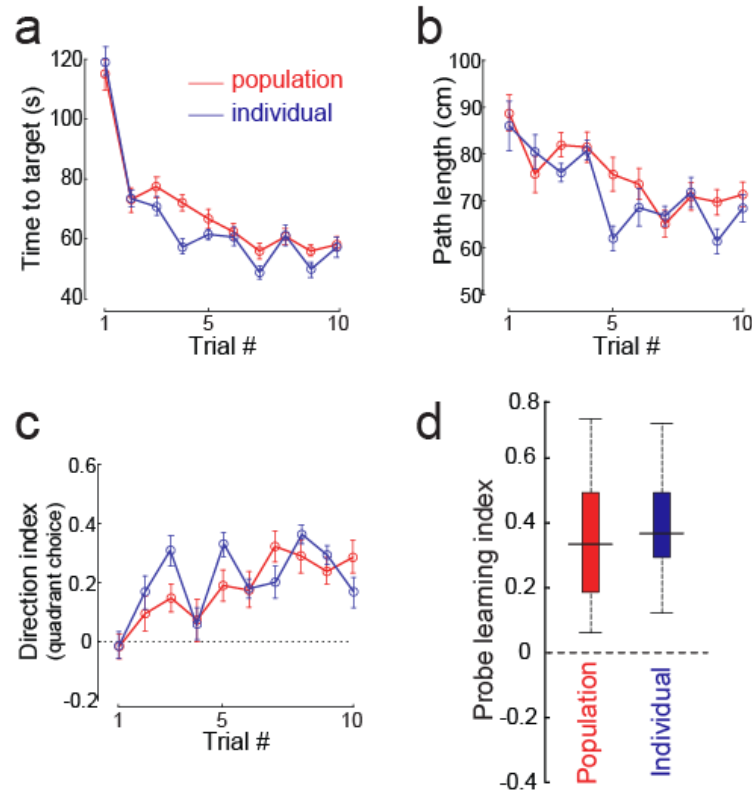 a
Time to target (s)
120
100
80
60
40
1
5
10
Trial #
population
individual
b
Path length (cm)
100
90
80
70
60
50
1
5
10
Trial #
c
Direction index
(quadrant choice)
0.6
0.4
0.2
0
-0.2
1
5
10
Trial #
d
Probe learning index
0.8
0.6
0.4
0.2
0
-0.2
-0.4
Population
Individual